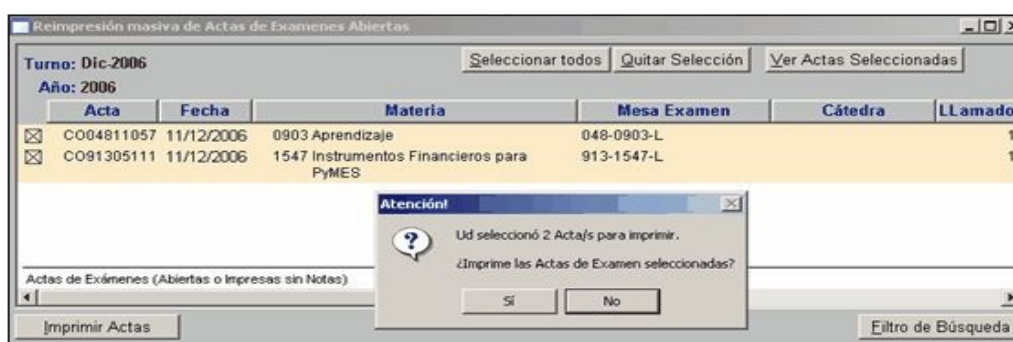 Reimpresión masiva de Actas de Examenes Abiertas
Turno: Dic-2006
Seleccionar todos Quitar Selección Ver Actas Seleccionadas
Año: 2006
Acta Fecha Materia Mesa Examen Cátedra LLamado
CO04811057 11/12/2006 0903 Aprendizaje 048-0903-L 1
CO91305111 11/12/2006 1547 Instrumentos Financieros para 913-1547-L 1
PyMES
Atención!
Ud seleccionó 2 Acta/s para imprimir.
¿Imprime las Actas de Examen seleccionadas?
Sí No
Actas de Exámenes (Abiertas o Impresas sin Notas)
Imprimir Actas Filtro de Búsqueda